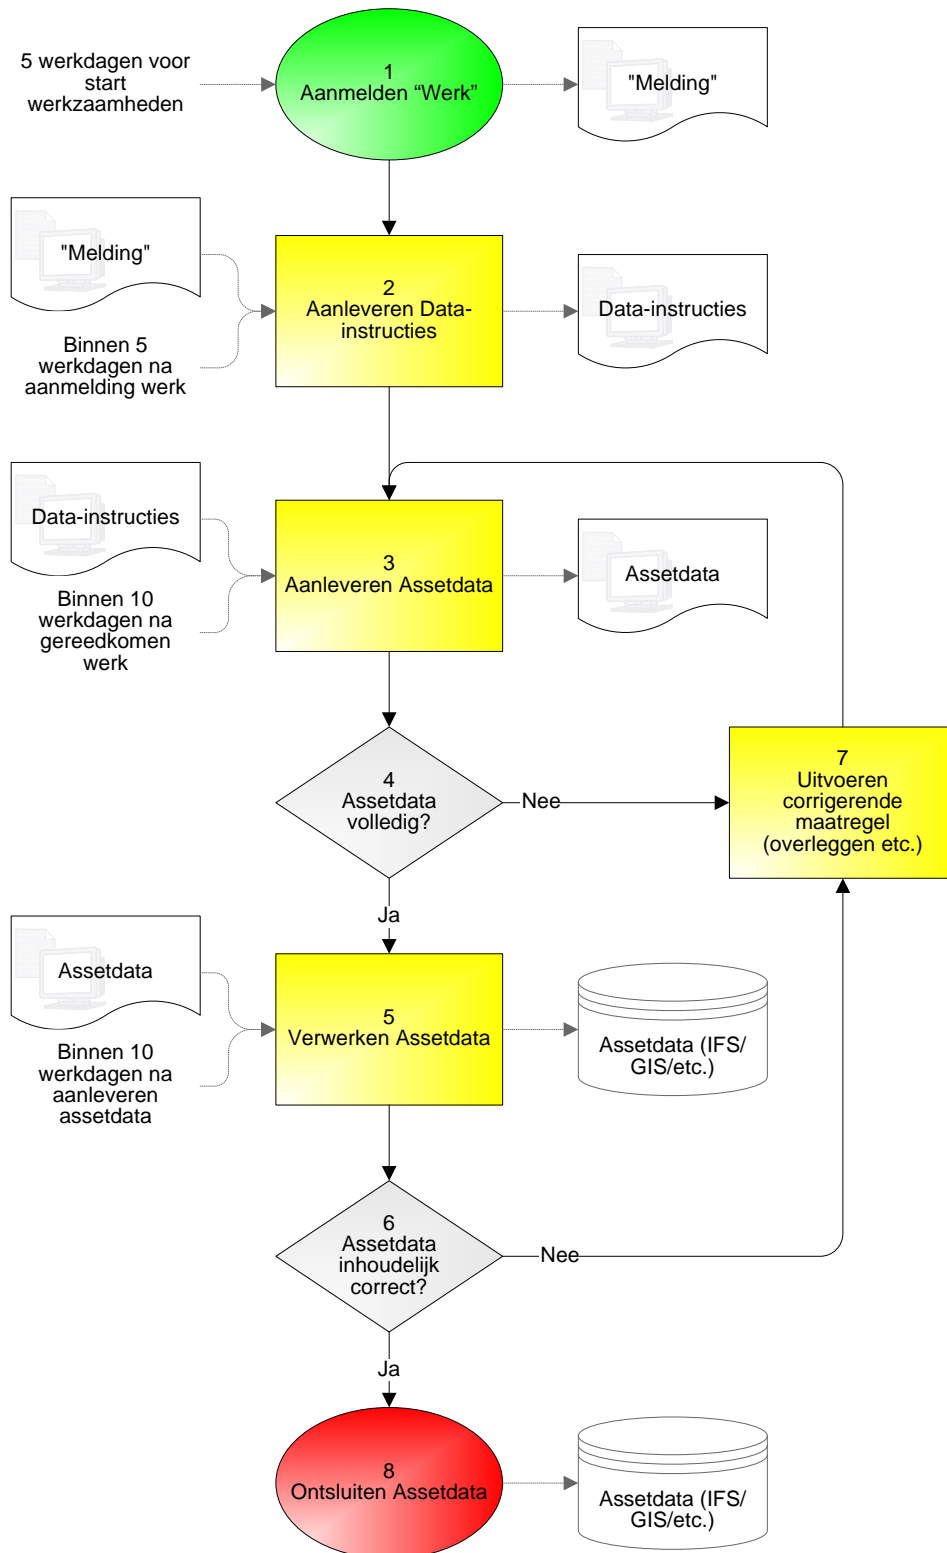 5 werkdagen voor
start
werkzaamheden
1
Aanmelden “Werk”
"Melding"
"Melding"
Binnen 5
werkdagen na
aanmelding werk
2
Aanleveren Data-
instructies
Data-instructies
Data-instructies
Binnen 10
werkdagen na
gereedkomen
werk
3
Aanleveren Assetdata
Assetdata
4
Assetdata
volledig?
Nee
7
Uitvoeren
corrigerende
maatregel
(overleggen etc.)
Ja
Assetdata
Binnen 10
werkdagen na
aanleveren
assetdata
5
Verwerken Assetdata
Assetdata (IFS/
GIS/etc.)
6
Assetdata
inhoudelijk
correct?
Nee
Ja
8
Ontsluiten Assetdata
Assetdata (IFS/
GIS/etc.)